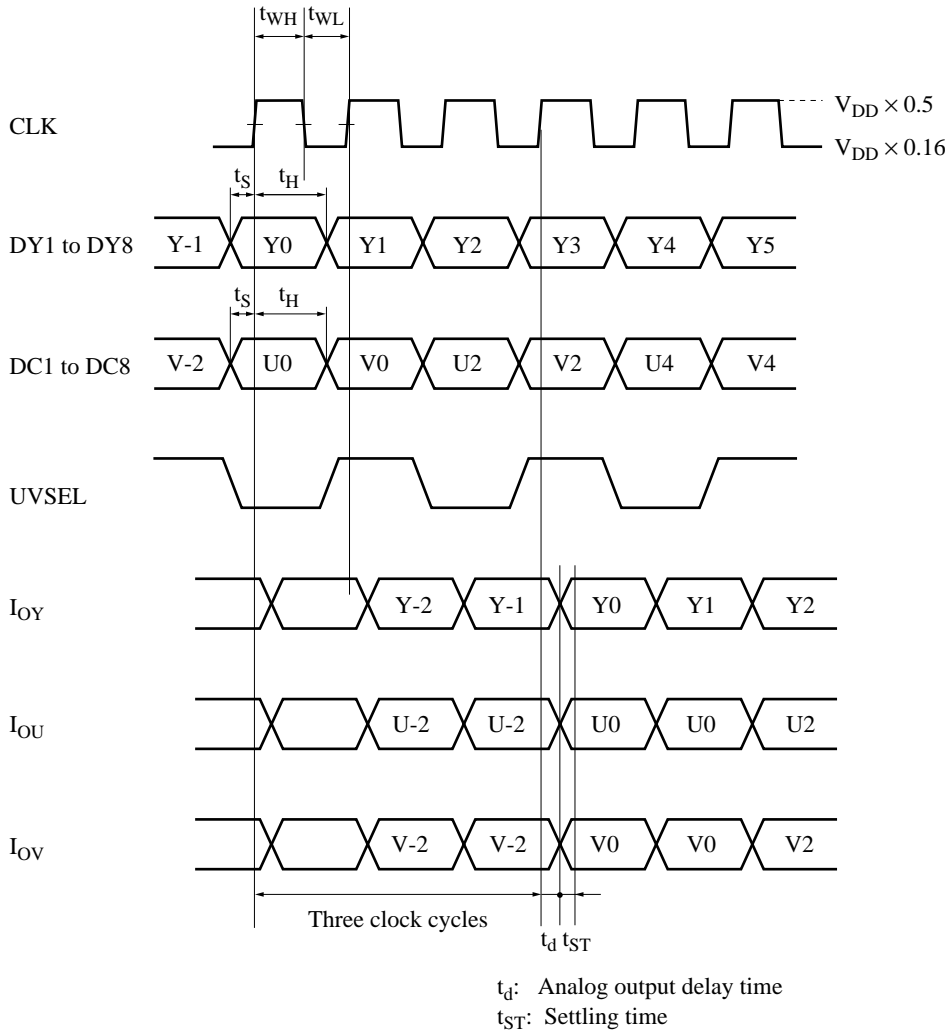 tWH tWL
CLK
VDD × 0.5
VDD × 0.16
tS tH
DY1 to DY8 Y-1 Y0 Y1 Y2 Y3 Y4 Y5
tS tH
DC1 to DC8 V-2 U0 V0 U2 V2 U4 V4
UVSEL
IOY Y-2 Y-1 Y0 Y1 Y2
IOU U-2 U-2 U0 U0 U2
IOV V-2 V-2 V0 V0 V2
Three clock cycles
td tST
td: Analog output delay time
tST: Settling time